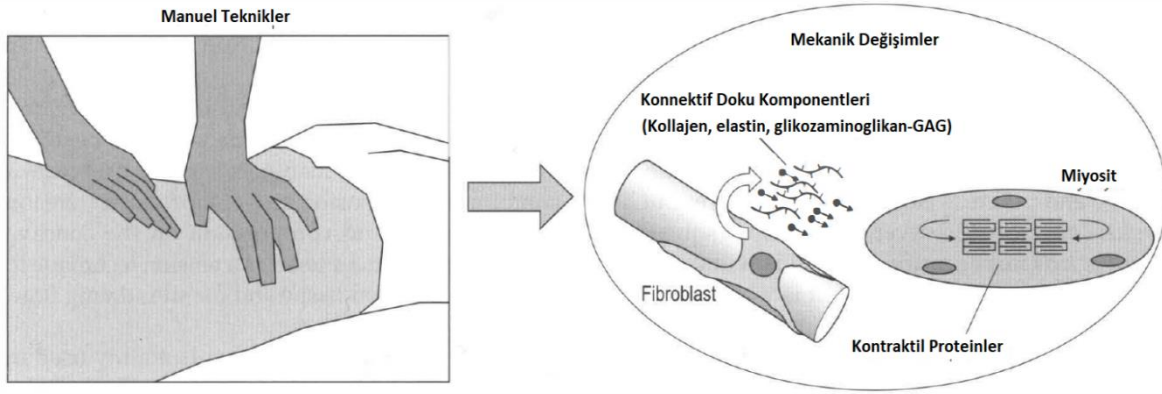 Manuel Teknikler
Mekanik Değişimler
Konnektif Doku Komponentleri
(Kollajen, elastin, glikozaminoglikan-GAG)
Miyosit
Fibroblast
Kontraktil Proteinler